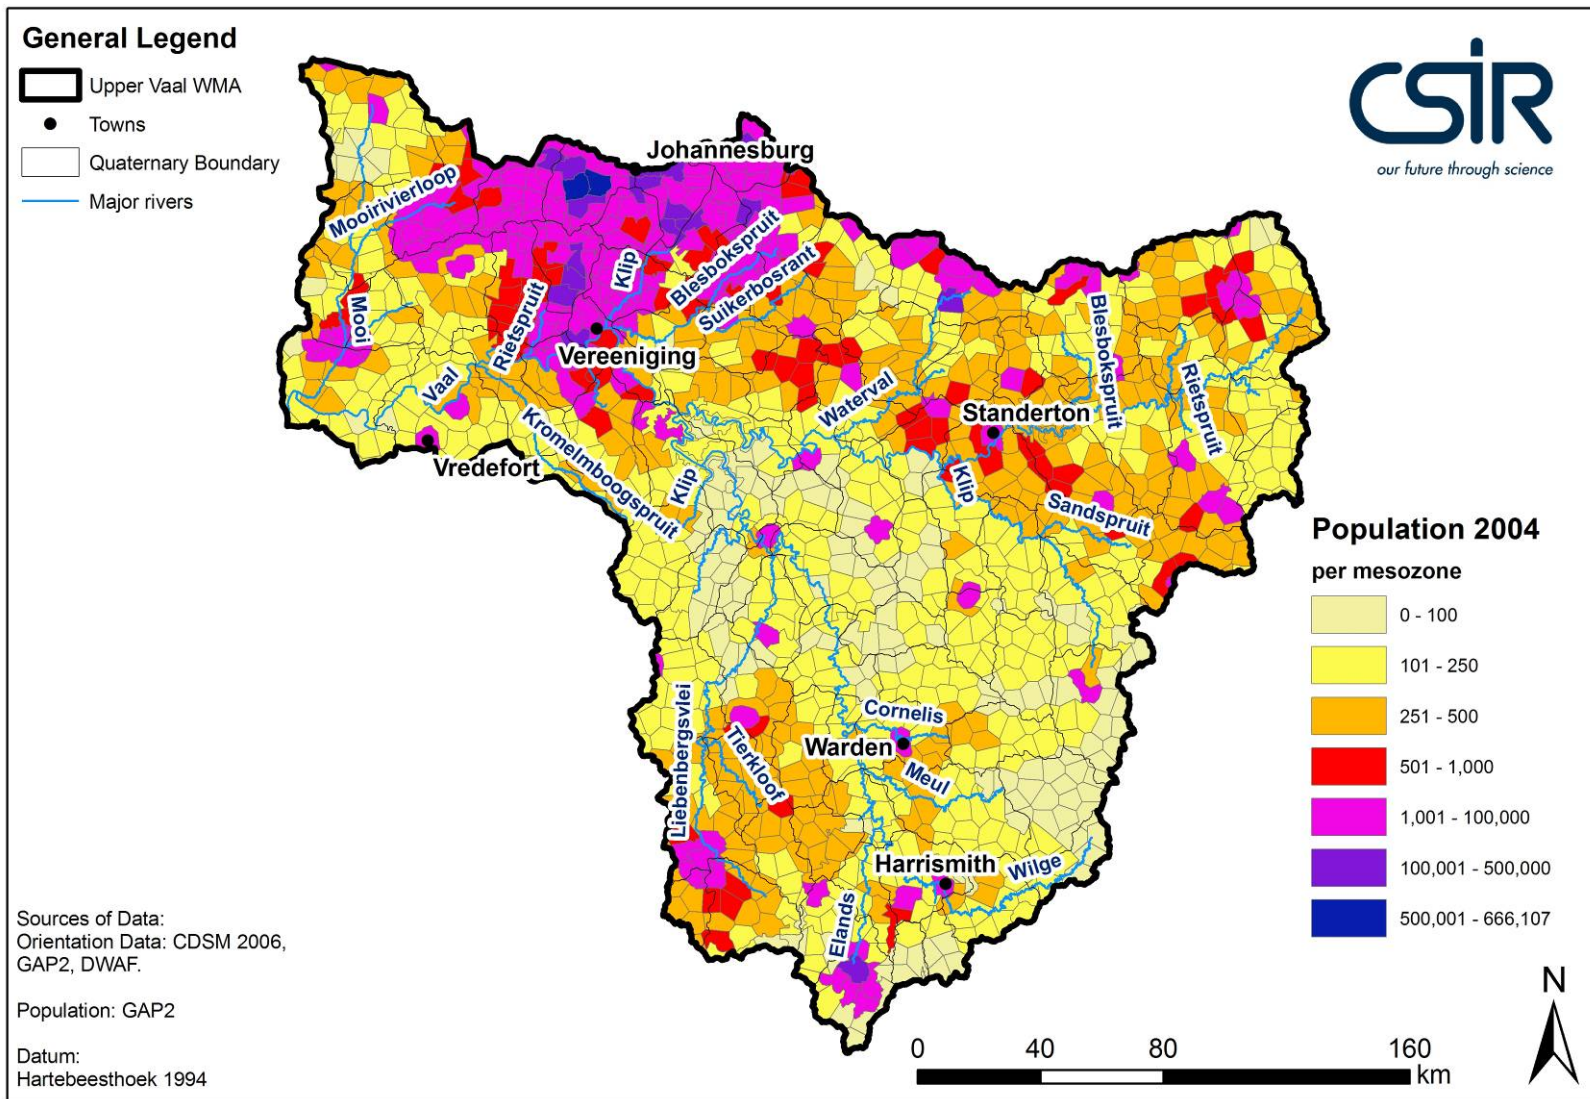 General Legend
Upper Vaal WMA
Towns
Quaternary Boundary
Major rivers
CSIR
our future through science
Johannesburg
Mooirivierloop
Klip
Blesbokspruit
Suikerbosrant
Mooi
Rietspruit
Vereeniging
Vaal
Kromelmboogspruit
Vredefort
Klip
Waterval
Standerton
Blesbokspruit
Rietspruit
Klip
Sandspruit
Liebenbergsvlei
Tierkloof
Cornelis
Warden
Meul
Harrismith
Wilge
Elands
Population 2004
per mesozone
0 - 100
101 - 250
251 - 500
501 - 1,000
1,001 - 100,000
100,001 - 500,000
500,001 - 666,107
Sources of Data:
Orientation Data: CDSM 2006,
GAP2, DWAF.
Population: GAP2
Datum:
Hartebeesthoek 1994
0 40 80 160
km
N